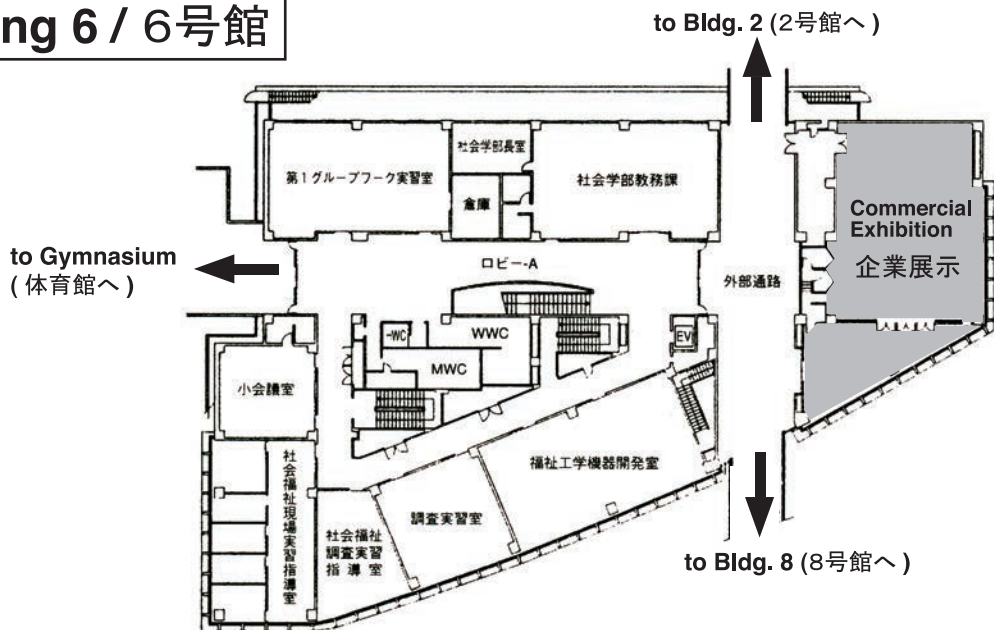 ng 6 / 6号館
to Bldg. 2 (2号館へ)
社会学部長室
第1グループワーク実習室
倉庫
社会学部教務課
Commercial
Exhibition
企業展示
to Gymnasium
(体育館へ)
ロビー-A
外部通路
-WC
WWC
EV
MWC
小会議室
福祉工学機器開発室
社会福祉現場実習指導室
調査実習室
社会福祉
調査実習
指導室
to Bldg. 8 (8号館へ)